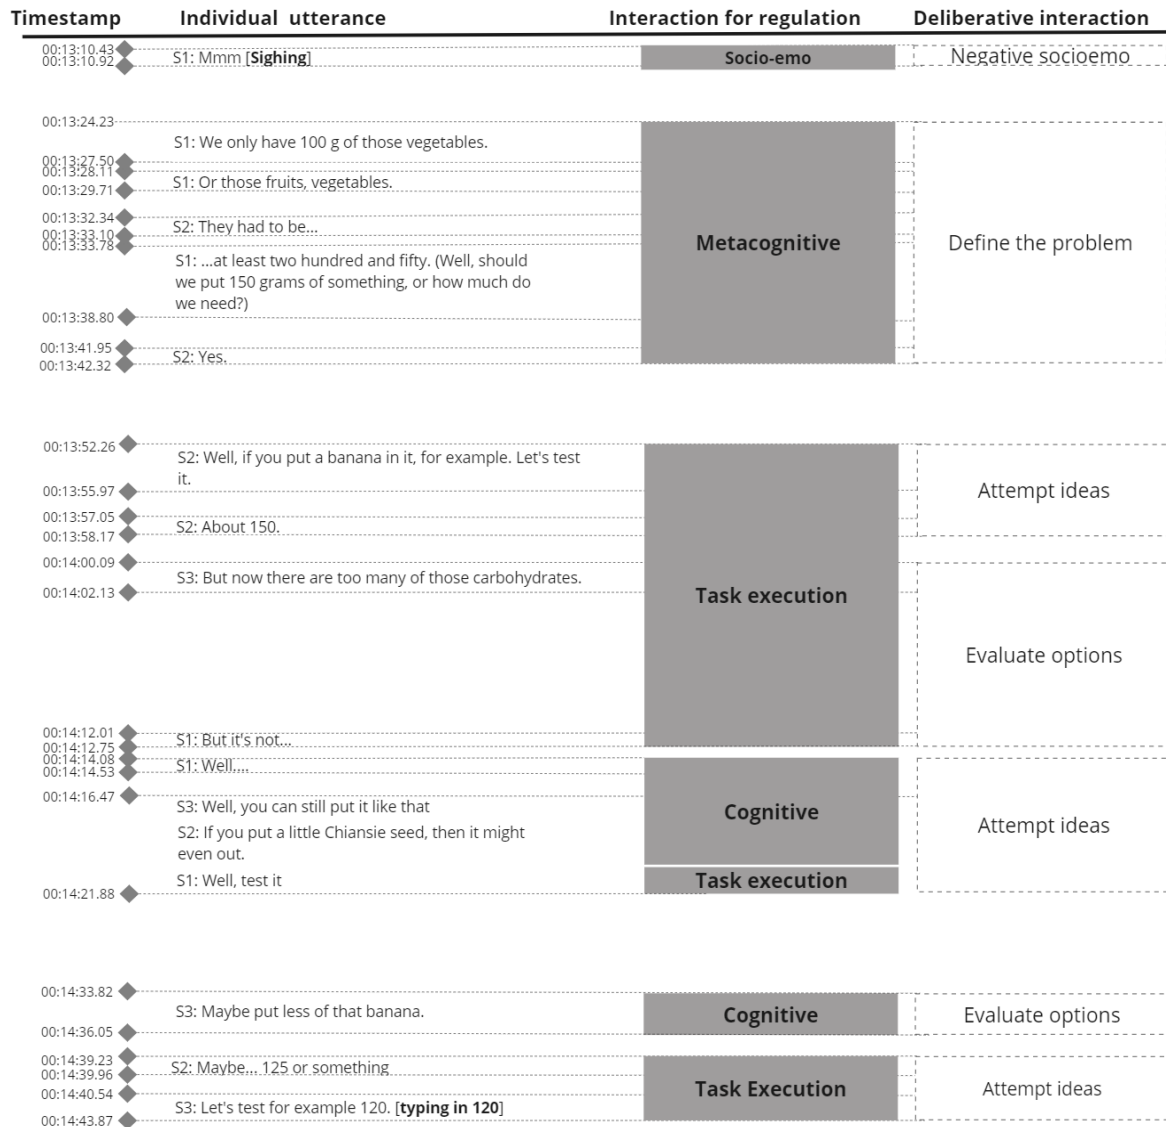 Timestamp Individual utterance Interaction for regulation Deliberative interaction
00:13:10.43
00:13:10.92 S1: Mmm [Sighing] Socio-emo Negative socioemo
00:13:24.23
S1: We only have 100 g of those vegetables.
00:13:27.50
00:13:28.11
S1: Or those fruits, vegetables.
00:13:29.71
00:13:32.34
S2: They had to be...
00:13:33.10
00:13:33.78
Metacognitive Define the problem
S1: ...at least two hundred and fifty. (Well, should
we put 150 grams of something, or how much do
we need?)
00:13:38.80
00:13:41.95
S2: Yes.
00:13:42.32
00:13:52.26
S2: Well, if you put a banana in it, for example. Let's test
it.
00:13:55.97 Attempt ideas
00:13:57.05
S2: About 150.
00:13:58.17
00:14:00.09
S3: But now there are too many of those carbohydrates.
00:14:02.13 Task execution
Evaluate options
00:14:12.01
S1: But it's not...
00:14:12.75
00:14:14.08
S1: Well....
00:14:14.53
00:14:16.47
S3: Well, you can still put it like that
Cognitive Attempt ideas
S2: If you put a little Chiansie seed, then it might
even out.
S1: Well, test it Task execution
00:14:21.88
00:14:33.82
S3: Maybe put less of that banana. Cognitive Evaluate options
00:14:36.05
00:14:39.23
S2: Maybe... 125 or something
00:14:39.96
00:14:40.54 Task Execution Attempt ideas
S3: Let's test for example 120. [typing in 120]
00:14:43.87